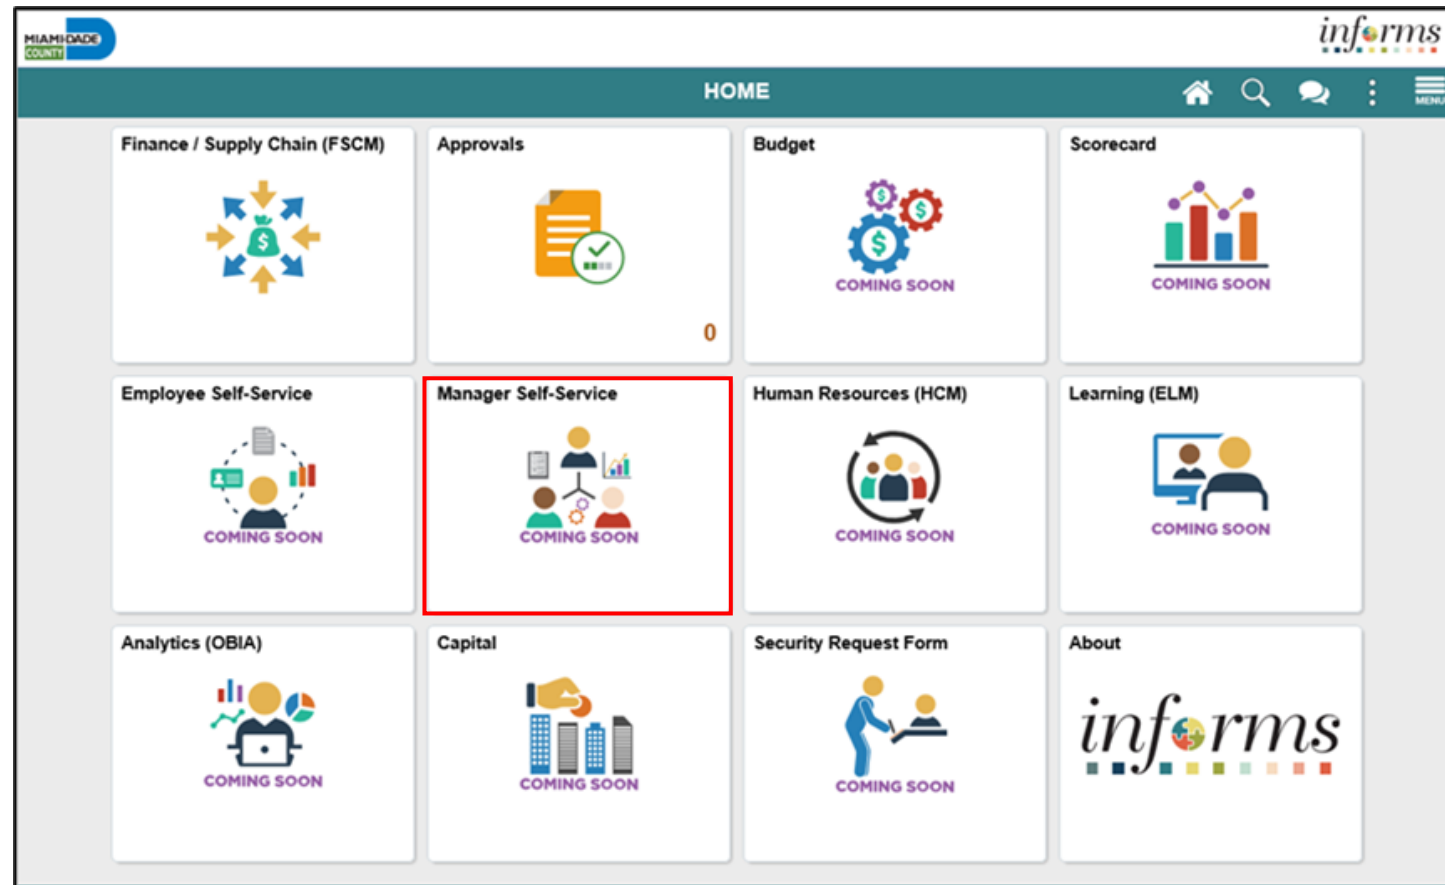 MIAMI-DADE
COUNTY
informs
HOME
MENU
Finance / Supply Chain (FSCM)
Approvals
Budget
Scorecard
$
$
$
$
COMING SOON
COMING SOON
0
Employee Self-Service
Manager Self-Service
Human Resources (HCM)
Learning (ELM)
COMING SOON
COMING SOON
COMING SOON
COMING SOON
Analytics (OBIA)
Capital
Security Request Form
About
informs
COMING SOON
COMING SOON
COMING SOON